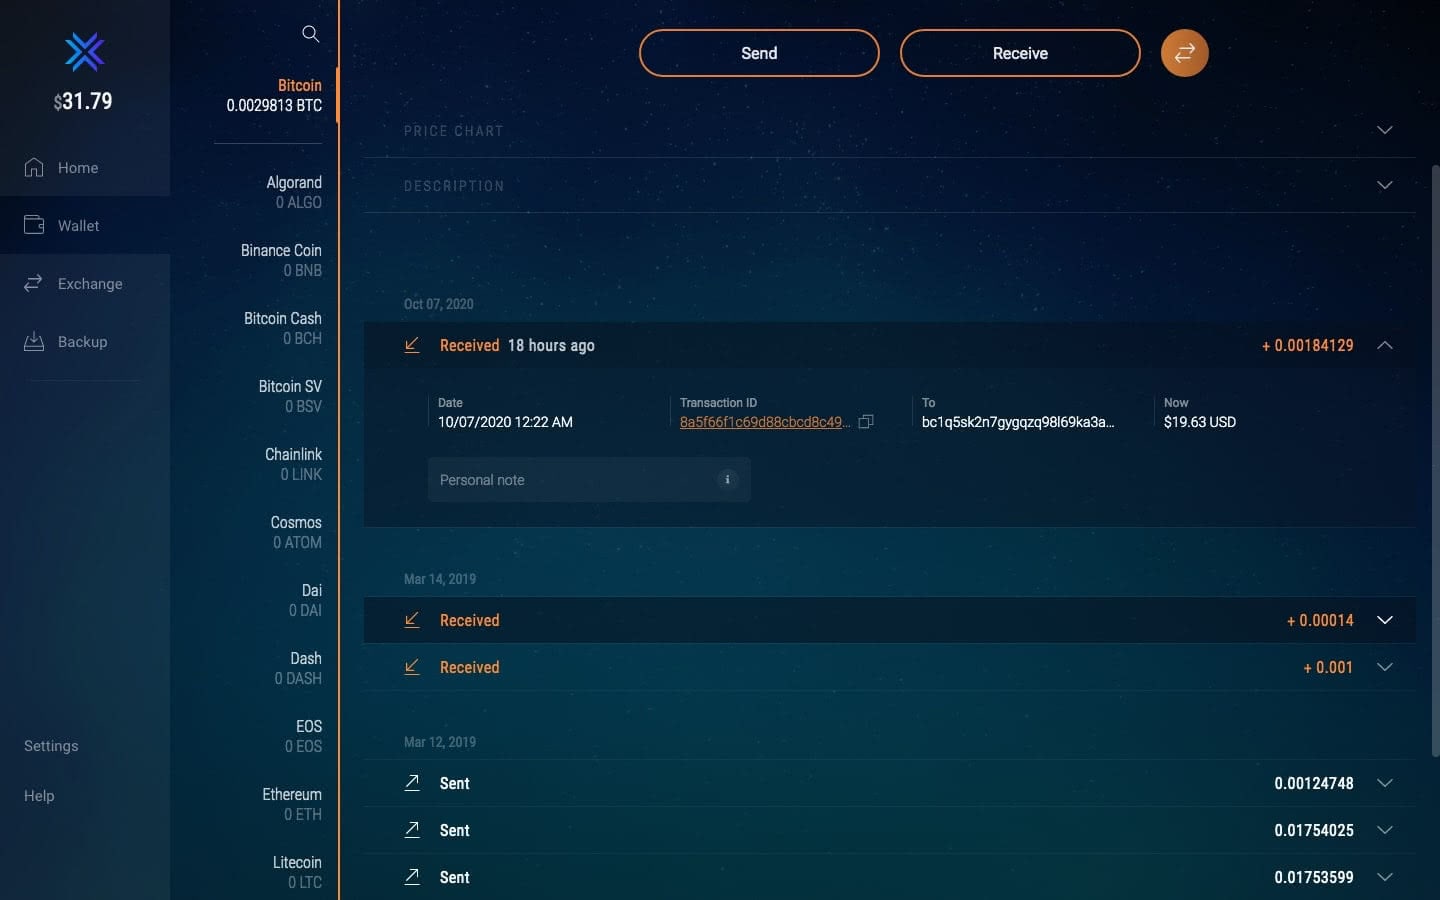 $31.79
Home
Wallet
Exchange
Backup
Settings
Help
Bitcoin
0.0029813 BTC
Algorand
0 ALGO
Binance Coin
0 BNB
Bitcoin Cash
0 BCH
Bitcoin SV
0 BSV
Chainlink
0 LINK
Cosmos
0 ATOM
Dai
0 DAI
Dash
0 DASH
EOS
0 EOS
Ethereum
0 ETH
Litecoin
0 LTC
Send Receive
PRICE CHART
DESCRIPTION
Oct 07, 2020
Received 18 hours ago + 0.00184129
Date Transaction ID To Now
10/07/2020 12:22 AM 8a5f66f1c69d88cbcd8c49... bc1q5sk2n7gygqzq98l69ka3a... $19.63 USD
Personal note i
Mar 14, 2019
Received + 0.00014
Received + 0.001
Mar 12, 2019
Sent 0.00124748
Sent 0.01754025
Sent 0.01753599